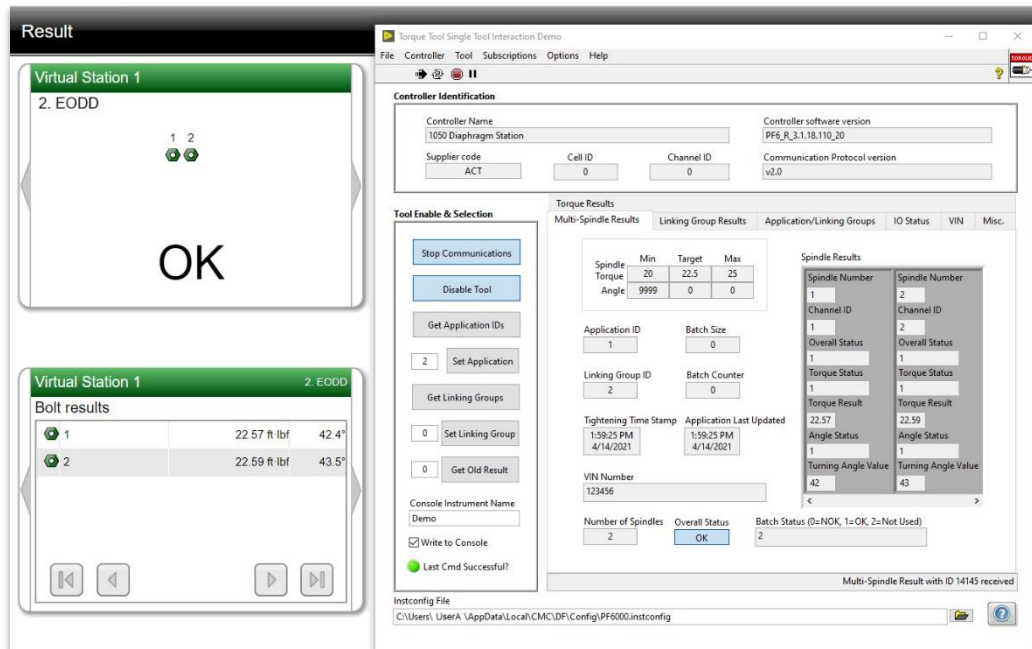 Result
Virtual Station 1
2. EODD
1 2
OK
Virtual Station 1 2. EODD
Bolt results
1 22.57 ft·lbf 42.4°
2 22.59 ft·lbf 43.5°
Torque Tool Single Tool Interaction Demo
File Controller Tool Subscriptions Options Help
TORQUE
Controller Identification
Controller Name
1050 Diaphragm Station
Controller software version
PF6_R_3.1.18.110_20
Supplier code
ACT
Cell ID
0
Channel ID
0
Communication Protocol version
v2.0
Tool Enable & Selection
Stop Communications
Disable Tool
Get Application IDs
2 Set Application
Get Linking Groups
0 Set Linking Group
0 Get Old Result
Console Instrument Name
Demo
Write to Console
Last Cmd Successful?
Torque Results
Multi-Spindle Results Linking Group Results Application/Linking Groups IO Status VIN Misc.
Min Target Max
Spindle
Torque 20 22.5 25
Angle 9999 0 0
Application ID
1
Batch Size
0
Linking Group ID
2
Batch Counter
0
Tightening Time Stamp
1:59:25 PM
4/14/2021
Application Last Updated
1:59:25 PM
4/14/2021
VIN Number
123456
Number of Spindles
2
Overall Status
OK
Batch Status (0=NOK, 1=OK, 2=Not Used)
2
Spindle Results
Spindle Number
1
Channel ID
1
Overall Status
1
Torque Status
1
Torque Result
22.57
Angle Status
1
Turning Angle Value
42
Spindle Number
2
Channel ID
2
Overall Status
1
Torque Status
1
Torque Result
22.59
Angle Status
1
Turning Angle Value
43
Multi-Spindle Result with ID 14145 received
Instconfig File
C:\Users\ UserA \AppData\Local\CMC\DF\Config\PF6000.instconfig